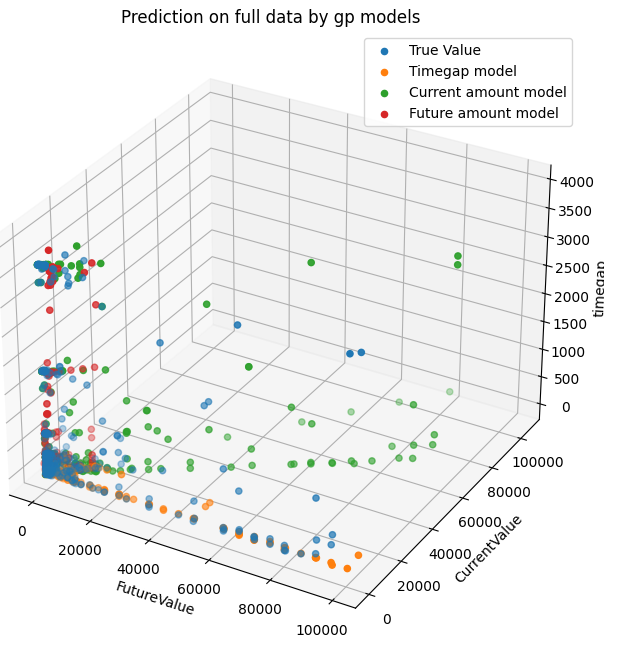 Prediction on full data by gp models
True Value
Timegap model
Current amount model
Future amount model
4000
3500
3000
2500
2000
1500
1000
500
0
timegap
100000
80000
60000
40000
20000
0
CurrentValue
0
20000
40000
60000
80000
100000
FutureValue